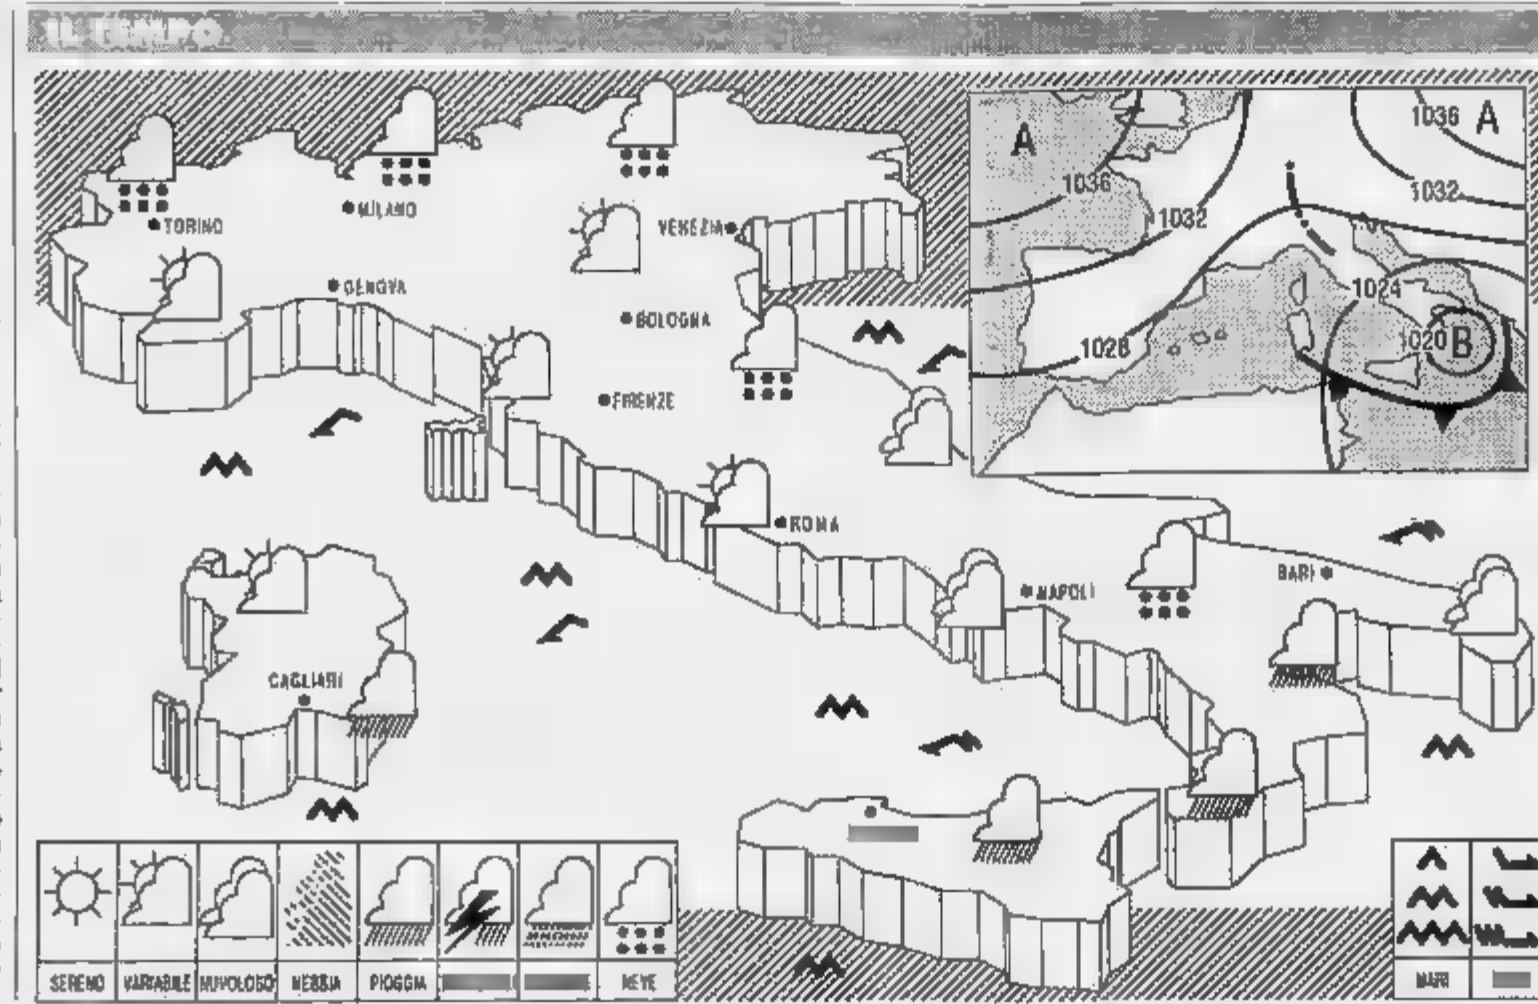 IL TEMPO
A
1036
A
1036
1032
1032
1024
1020
B
1028
TORINO
MILANO
VENEZIA
GENOVA
BOLOGNA
FIRENZE
ROMA
NAPOLI
BARI
CAGLIARI
SERENO
VARIABILE
NUVOLOSO
NEBBIA
PIOGGIA
NEVE
MARI